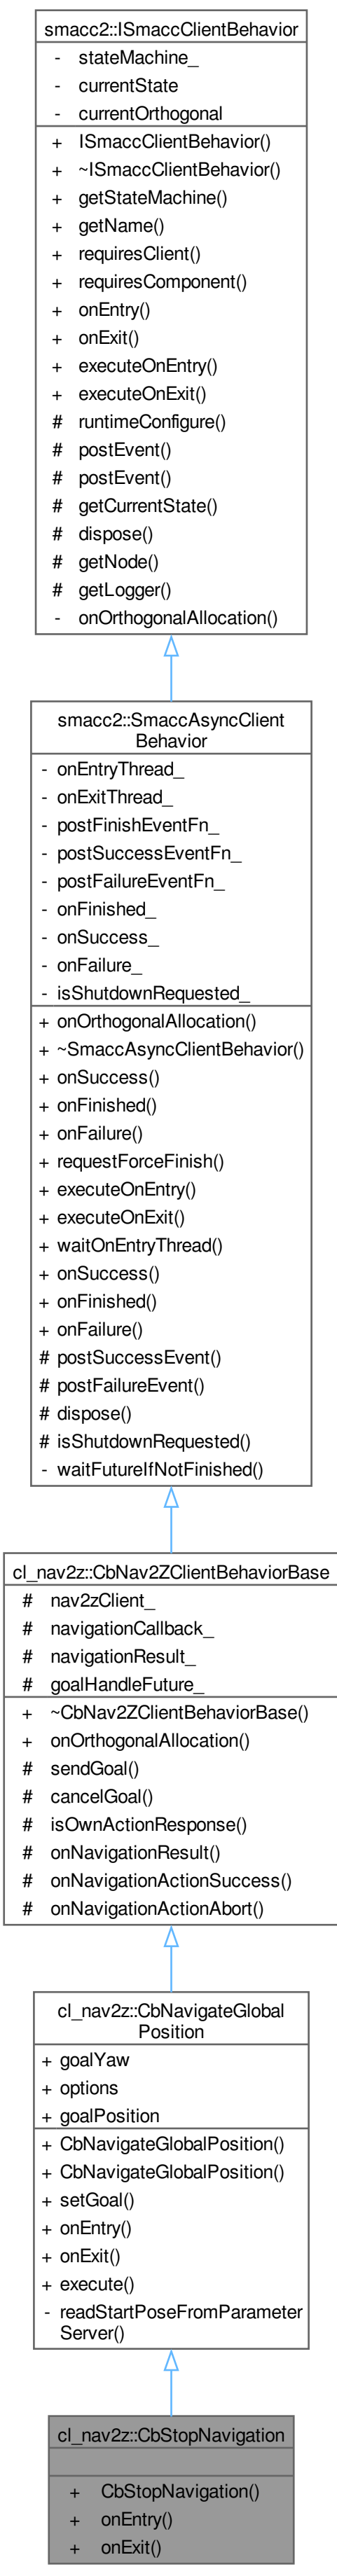 smacc2::ISmaccClientBehavior
- stateMachine_
- currentState
- currentOrthogonal
+ ISmaccClientBehavior()
+ ~ISmaccClientBehavior()
+ getStateMachine()
+ getName()
+ requiresClient()
+ requiresComponent()
+ onEntry()
+ onExit()
+ executeOnEntry()
+ executeOnExit()
# runtimeConfigure()
# postEvent()
# postEvent()
# getCurrentState()
# dispose()
# getNode()
# getLogger()
- onOrthogonalAllocation()
smacc2::SmaccAsyncClient
Behavior
- onEntryThread_
- onExitThread_
- postFinishEventFn_
- postSuccessEventFn_
- postFailureEventFn_
- onFinished_
- onSuccess_
- onFailure_
- isShutdownRequested_
+ onOrthogonalAllocation()
+ ~SmaccAsyncClientBehavior()
+ onSuccess()
+ onFinished()
+ onFailure()
+ requestForceFinish()
+ executeOnEntry()
+ executeOnExit()
+ waitOnEntryThread()
+ onSuccess()
+ onFinished()
+ onFailure()
# postSuccessEvent()
# postFailureEvent()
# dispose()
# isShutdownRequested()
- waitFutureIfNotFinished()
cl_nav2z::CbNav2ZClientBehaviorBase
# nav2zClient_
# navigationCallback_
# navigationResult_
# goalHandleFuture_
+ ~CbNav2ZClientBehaviorBase()
+ onOrthogonalAllocation()
# sendGoal()
# cancelGoal()
# isOwnActionResponse()
# onNavigationResult()
# onNavigationActionSuccess()
# onNavigationActionAbort()
cl_nav2z::CbNavigateGlobal
Position
+ goalYaw
+ options
+ goalPosition
+ CbNavigateGlobalPosition()
+ CbNavigateGlobalPosition()
+ setGoal()
+ onEntry()
+ onExit()
+ execute()
- readStartPoseFromParameter
Server()
cl_nav2z::CbStopNavigation
+ CbStopNavigation()
+ onEntry()
+ onExit()